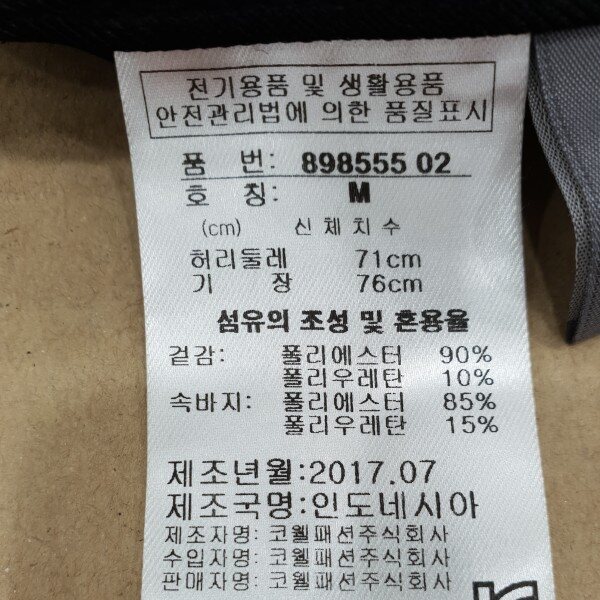 전기용품 및 생활용품
안전관리법에 의한 품질표시
품 번: 898555 02
호 칭: M
(cm) 신체치수
허리둘레 71cm
기 장 76cm
섬유의 조성 및 혼용율
겉감: 폴리에스터 90%
폴리우레탄 10%
속바지: 폴리에스터 85%
폴리우레탄 15%
제조년월:2017.07
제조국명:인도네시아
제조자명: 코웰패션주식회사
수입자명: 코웰패션주식회사
판매자명: 코웰패션주식회사